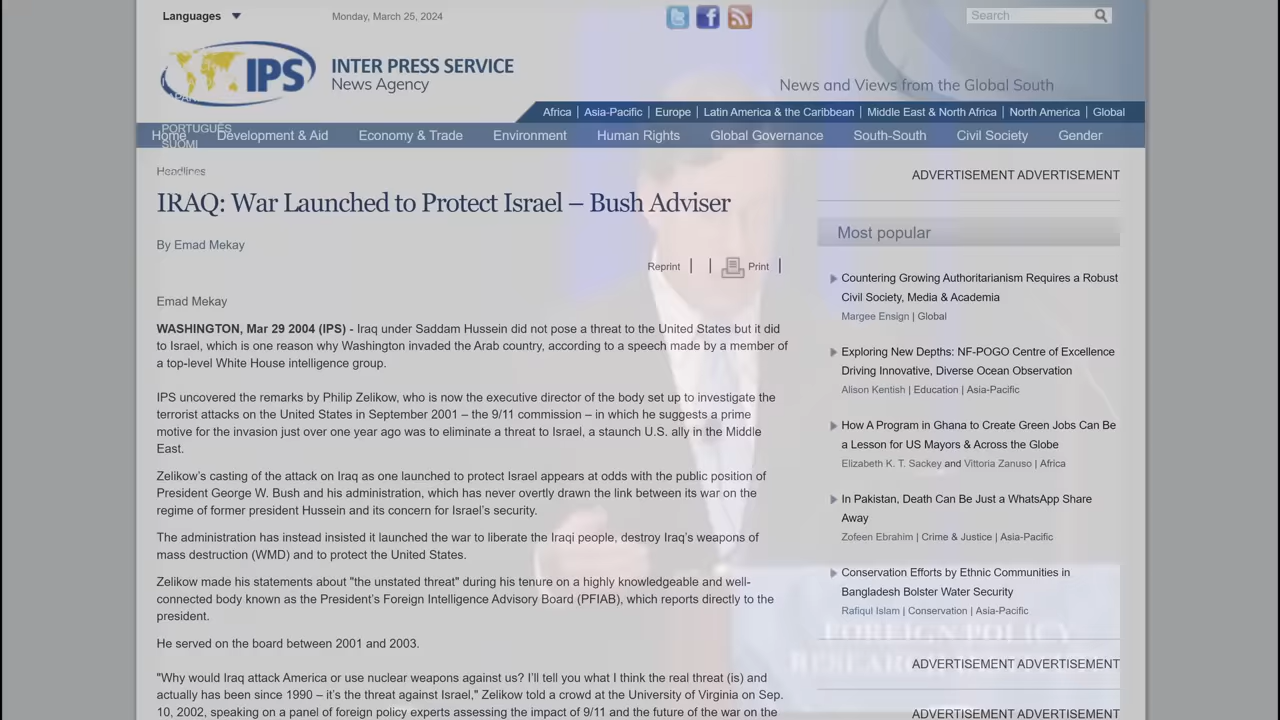 Languages
Monday, March 25, 2024
Search
IPS
INTER PRESS SERVICE
News Agency
News and Views from the Global South
Africa | Asia-Pacific | Europe | Latin America & the Caribbean | Middle East & North Africa | North America | Global
PORTUGUÊS
Home Development & Aid Economy & Trade Environment Human Rights Global Governance South-South Civil Society Gender
SUOMI
Headlines
ADVERTISEMENT ADVERTISEMENT
IRAQ: War Launched to Protect Israel – Bush Adviser
By Emad Mekay
Reprint | | Print |
Emad Mekay
WASHINGTON, Mar 29 2004 (IPS) - Iraq under Saddam Hussein did not pose a threat to the United States but it did
to Israel, which is one reason why Washington invaded the Arab country, according to a speech made by a member of
a top-level White House intelligence group.
IPS uncovered the remarks by Philip Zelikow, who is now the executive director of the body set up to investigate the
terrorist attacks on the United States in September 2001 – the 9/11 commission – in which he suggests a prime
motive for the invasion just over one year ago was to eliminate a threat to Israel, a staunch U.S. ally in the Middle
East.
Zelikow's casting of the attack on Iraq as one launched to protect Israel appears at odds with the public position of
President George W. Bush and his administration, which has never overtly drawn the link between its war on the
regime of former president Hussein and its concern for Israel's security.
The administration has instead insisted it launched the war to liberate the Iraqi people, destroy Iraq's weapons of
mass destruction (WMD) and to protect the United States.
Zelikow made his statements about "the unstated threat" during his tenure on a highly knowledgeable and well-
connected body known as the President's Foreign Intelligence Advisory Board (PFIAB), which reports directly to the
president.
He served on the board between 2001 and 2003.
"Why would Iraq attack America or use nuclear weapons against us? I'll tell you what I think the real threat (is) and
actually has been since 1990 – it's the threat against Israel," Zelikow told a crowd at the University of Virginia on Sep.
10, 2002, speaking on a panel of foreign policy experts assessing the impact of 9/11 and the future of the war on the
Most popular
Countering Growing Authoritarianism Requires a Robust
Civil Society, Media & Academia
Margee Ensign | Global
Exploring New Depths: NF-POGO Centre of Excellence
Driving Innovative, Diverse Ocean Observation
Alison Kentish | Education | Asia-Pacific
How A Program in Ghana to Create Green Jobs Can Be
a Lesson for US Mayors & Across the Globe
Elizabeth K. T. Sackey and Vittoria Zanuso | Africa
In Pakistan, Death Can Be Just a WhatsApp Share
Away
Zofeen Ebrahim | Crime & Justice | Asia-Pacific
Conservation Efforts by Ethnic Communities in
Bangladesh Bolster Water Security
Rafiqul Islam | Conservation | Asia-Pacific
FOREIGN POLICY
RESEARCH
ADVERTISEMENT ADVERTISEMENT
ADVERTISEMENT ADVERTISEMENT